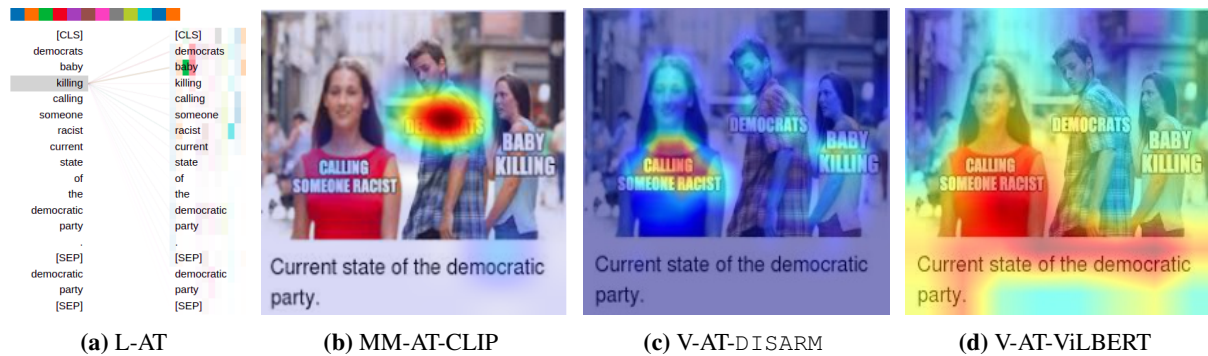 [CLS] [CLS]
democrats democrats
baby baby
killing killing
calling calling
someone someone
racist racist
current current
state state
of of
the the
democratic democratic
party party
. .
[SEP] [SEP]
democratic democratic
party party
[SEP] [SEP]
(a) L-AT
DEMOCRATS
BABY
KILLING
CALLING
SOMEONE RACIST
Current state of the democratic
party.
(b) MM-AT-CLIP
DEMOCRATS
BABY
KILLING
CALLING
SOMEONE RACIST
Current state of the democratic
party.
(c) V-AT-DISARM
DEMOCRATS
BABY
KILLING
CALLING
SOMEONE RACIST
Current state of the democratic
party.
(d) V-AT-ViLBERT